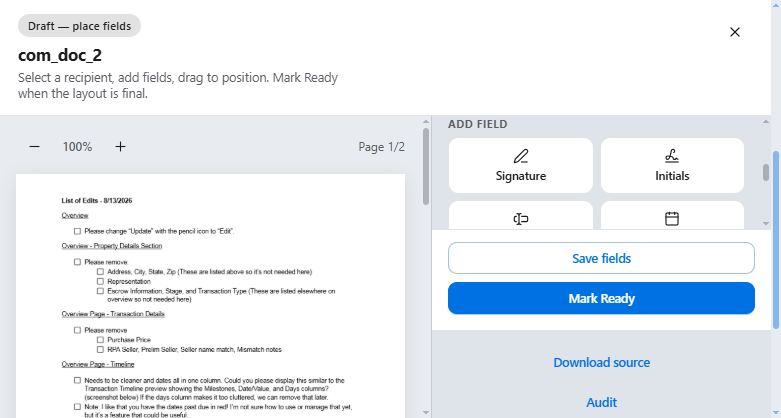 Draft — place fields
com_doc_2
Select a recipient, add fields, drag to position. Mark Ready
when the layout is final.
100%
Page 1/2
List of Edits - 8/13/2026
Overview
Please change "Update" with the pencil icon to "Edit".
Overview - Property Details Section
Please remove:
Address, City, State, Zip (These are listed above so it's not needed here)
Representation
Escrow Information, Stage, and Transaction Type (These are listed elsewhere on
overview so not needed here)
Overview Page - Transaction Details
Please remove
Purchase Price
RPA Seller, Prelim Seller, Seller name match, Mismatch notes
Overview Page - Timeline
Needs to be cleaner and dates all in one column. Could you please display this similar to the
Transaction Timeline preview showing the Milestones, Date/Value, and Days columns?
(screenshot below) If the days column makes it too cluttered, we can remove that later.
Note: I like that you have the dates past due in red! I'm not sure how to use or manage that yet,
but it's a feature that could be useful.
ADD FIELD
Signature
Initials
Save fields
Mark Ready
Download source
Audit